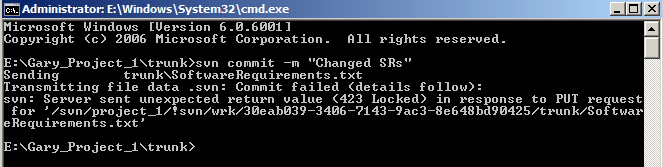 Administrator: E:\Windows\System32\cmd.exe
Microsoft Windows [Version 6.0.6001]
Copyright (c) 2006 Microsoft Corporation.  All rights reserved.
E:\Gary_Project_1\trunk>svn commit -m "Changed SRs"
Sending        trunk\SoftwareRequirements.txt
Transmitting file data .svn: Commit failed (details follow):
svn: Server sent unexpected return value (423 Locked) in response to PUT request
 for '/svn/project_1/!svn/wrk/30eab039-3406-7143-9ac3-8e648bd90425/trunk/Softwar
eRequirements.txt'
E:\Gary_Project_1\trunk>